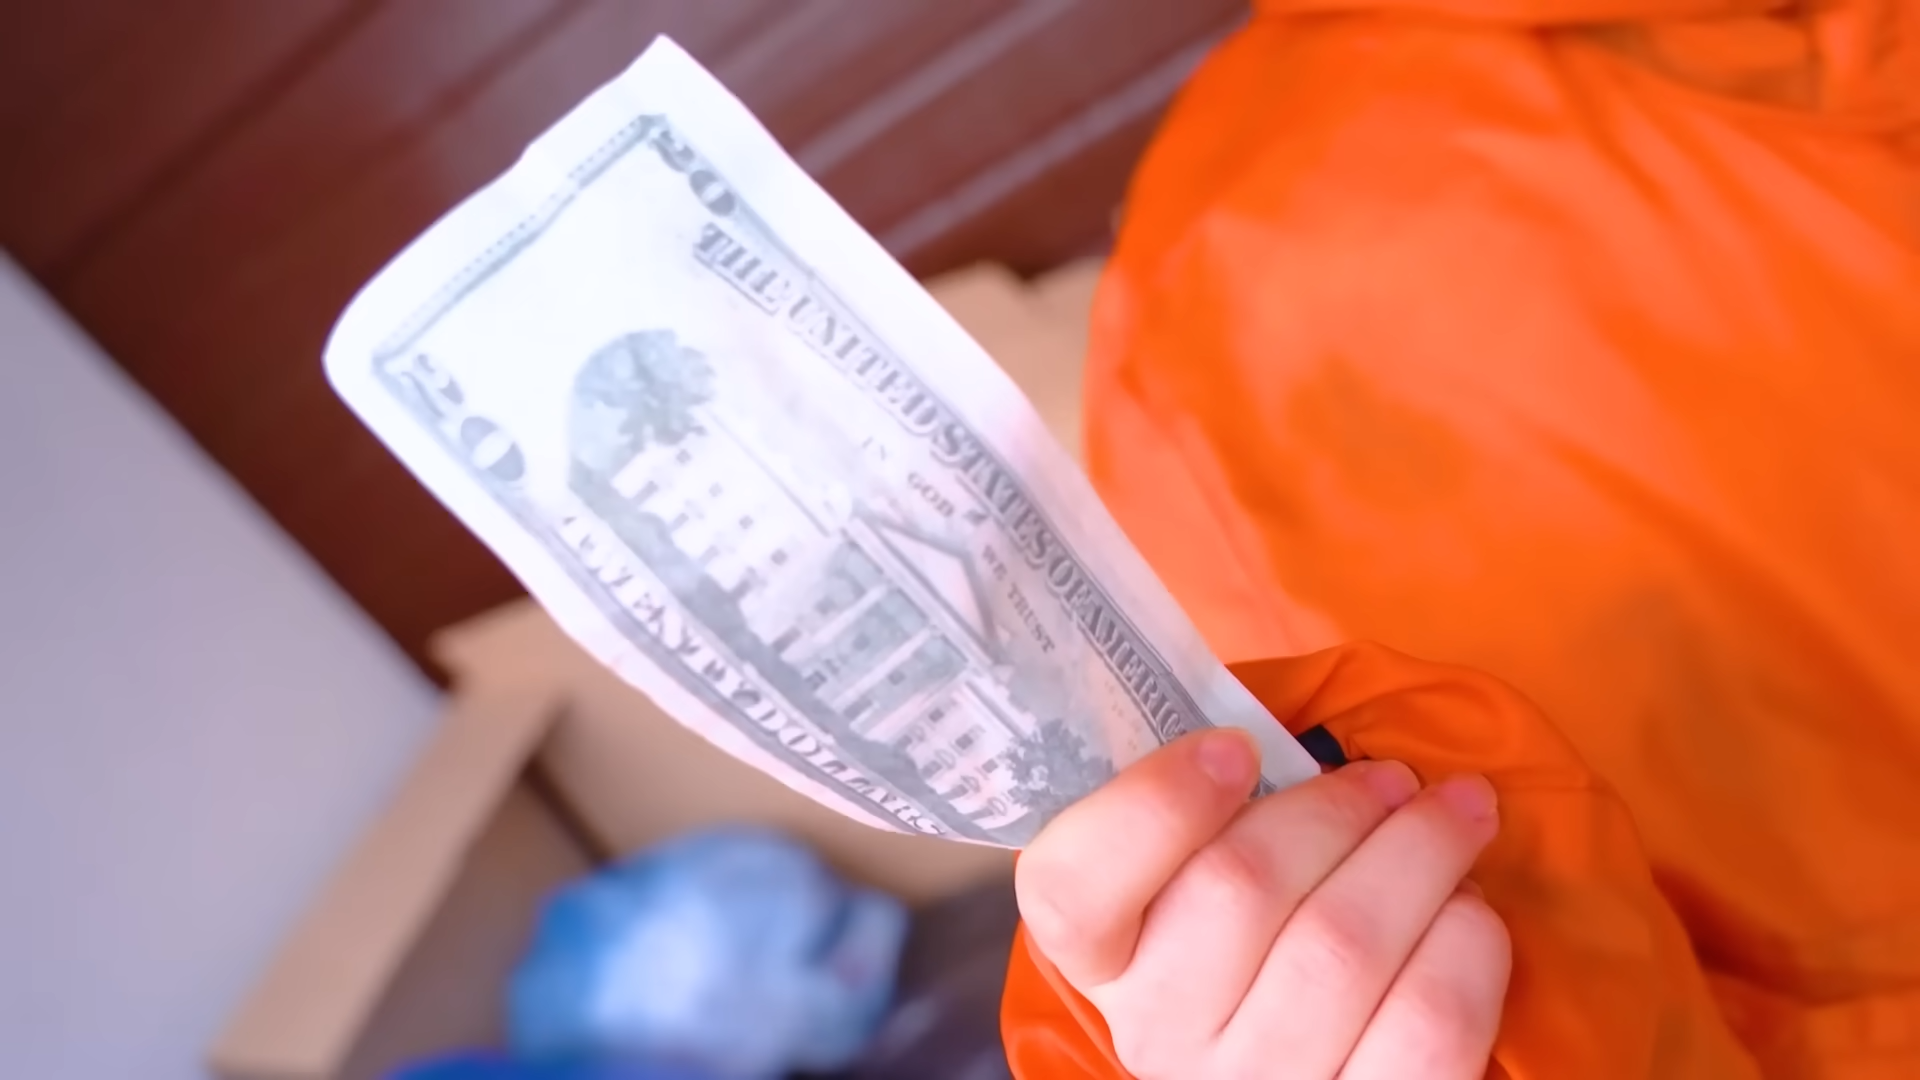 20
THE UNITED STATES OF AMERICA
IN GOD WE TRUST
20
TWENTY DOLLARS